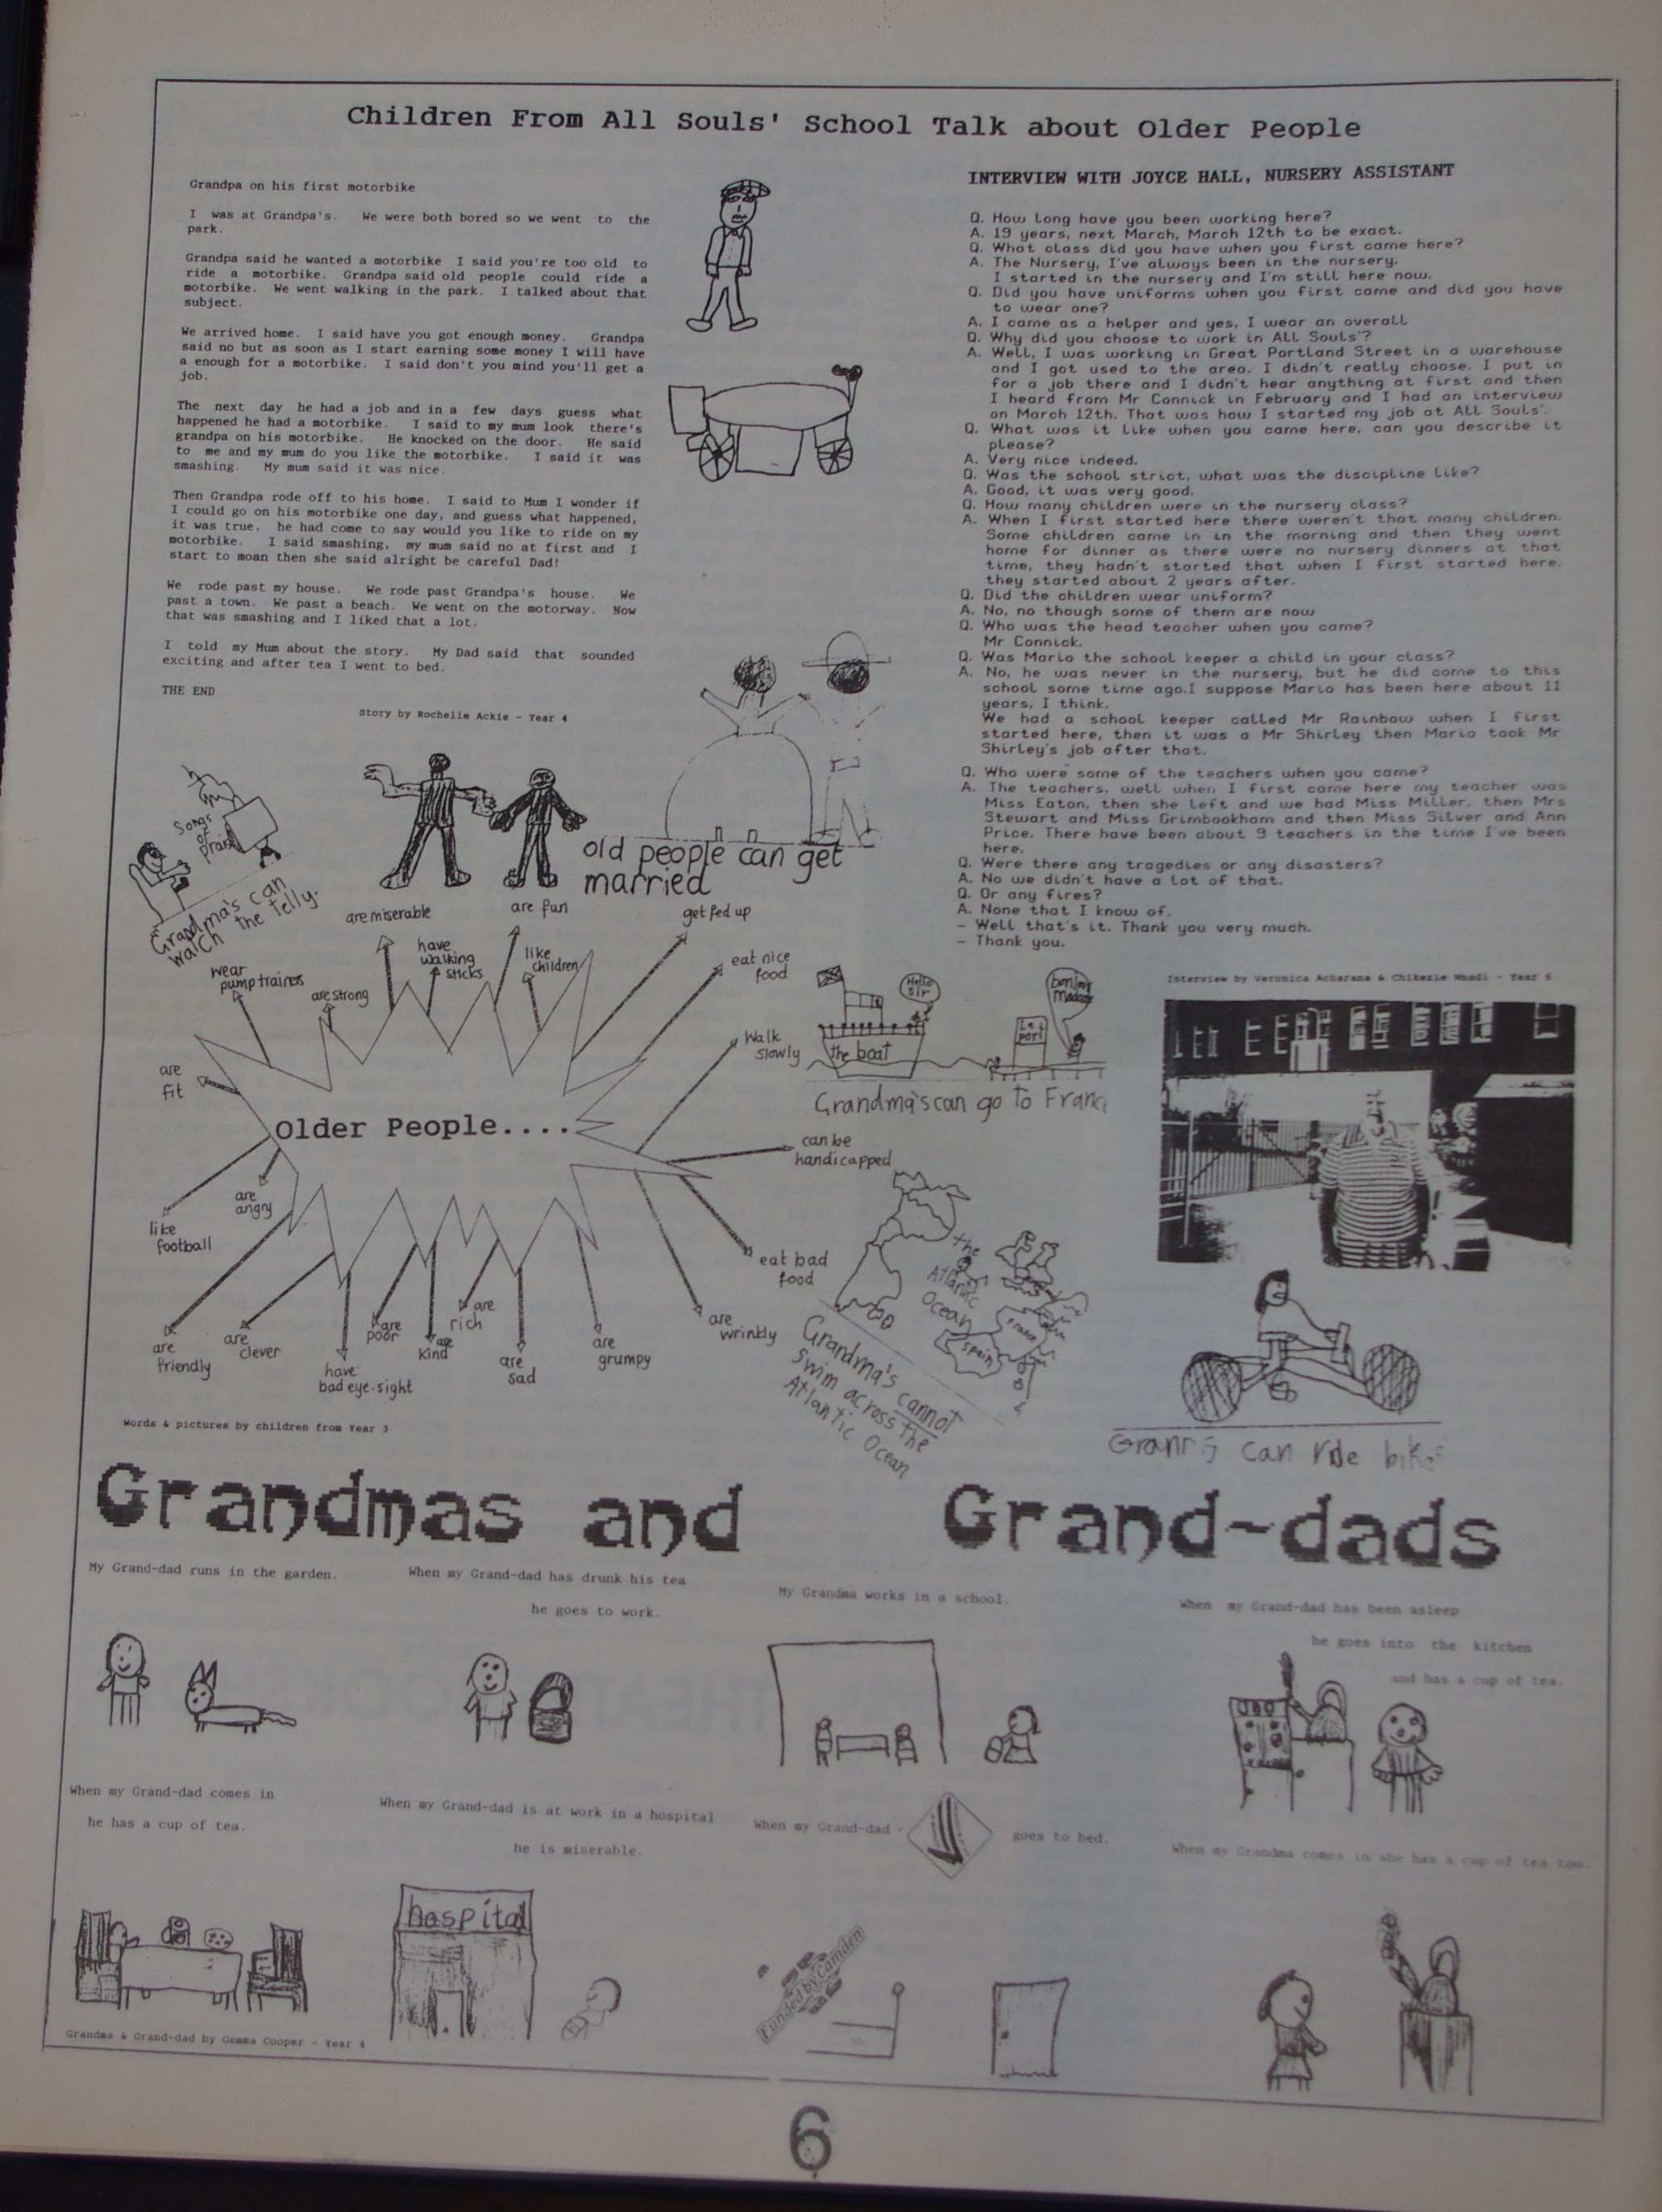 Children From All Souls' School Talk about Older People
Grandpa on his first motorbike
I was at Grandpa's. We were both bored so we went to the
park.
Grandpa said he wanted a motorbike I said you're too old to
ride a motorbike. Grandpa said old people could ride a
motorbike. We went walking in the park. I talked about that
subject.
We arrived home. I said have you got enough money. Grandpa
said no but as soon as I start earning some money I will have
a enough for a motorbike. I said don't you mind you'll get a
job.
The next day he had a job and in a few days guess what
happened he had a motorbike. I said to my mum look there's
grandpa on his motorbike. He knocked on the door. He said
to me and my mum do you like the motorbike. I said it was
smashing. My mum said it was nice.
Then Grandpa rode off to his home. I said to Mum I wonder if
I could go on his motorbike one day, and guess what happened,
it was true, he had come to say would you like to ride on my
motorbike. I said smashing, my mum said no at first and I
start to moan then she said alright be careful Dad!
We rode past my house. We rode past Grandpa's house. We
past a town. We past a beach. We went on the motorway. Now
that was smashing and I liked that a lot.
I told my Mum about the story. My Dad said that sounded
exciting and after tea I went to bed.
THE END
Story by Rochelle Ackie - Year 4
INTERVIEW WITH JOYCE HALL, NURSERY ASSISTANT
Q. How long have you been working here?
A. 19 years, next March, March 12th to be exact.
Q. What class did you have when you first came here?
A. The Nursery, I've always been in the nursery.
I started in the nursery and I'm still here now.
Q. Did you have uniforms when you first came and did you have
to wear one?
A. I came as a helper and yes, I wear an overall
Q. Why did you choose to work in All Souls'?
A. Well, I was working in Great Portland Street in a warehouse
and I got used to the area. I didn't really choose. I put in
for a job there and I didn't hear anything at first and then
I heard from Mr Connick in February and I had an interview
on March 12th. That was how I started my job at All Souls'.
Q. What was it like when you came here, can you describe it
please?
A. Very nice indeed.
Q. Was the school strict, what was the discipline like?
A. Good, it was very good.
Q. How many children were in the nursery class?
A. When I first started here there weren't that many children.
Some children came in in the morning and then they went
home for dinner as there were no nursery dinners at that
time, they hadn't started that when I first started here.
they started about 2 years after.
Q. Did the children wear uniform?
A. No, no though some of them are now
Q. Who was the head teacher when you came?
Mr Connick.
Q. Was Mario the school keeper a child in your class?
A. No, he was never in the nursery, but he did come to this
school some time ago.I suppose Mario has been here about 11
years, I think.
We had a school keeper called Mr Rainbow when I first
started here, then it was a Mr Shirley then Mario took Mr
Shirley's job after that.
Q. Who were some of the teachers when you came?
A. The teachers, well when I first came here my teacher was
Miss Eaton, then she left and we had Miss Miller, then Mrs
Stewart and Miss Grimbookham and then Miss Silver and Ann
Price. There have been about 9 teachers in the time I've been
here.
Q. Were there any tragedies or any disasters?
A. No we didn't have a lot of that.
Q. Or any fires?
A. None that I know of.
- Well that's it. Thank you very much.
- Thank you.
Interview by Veronica Acharana & Chikezie Nnadi - Year 6
Songs
of
praise
Grandma's can
walch the telly.
old people can get
married
are miserable
are fun
get fed up
have
walking
sticks
like
children
eat nice
food
wear
pump trainers
are strong
Walk
slowly
are
fit
Older People....
can be
handicapped
like
football
are
angry
eat bad
food
are
friendly
are
clever
have
bad eye-sight
are
poor
are
kind
are
rich
are
sad
are
grumpy
are
wrinkly
Hello
Sir
the boat
Le
port
Grandma's can go to Franc
the
Atlantic
Ocean
france
Spain
Grandma's cannot
swim across the
Atlantic Ocean
can ride
Words & pictures by children from Year 3
Grandmas and Grand-dads
My Grand-dad runs in the garden.
When my Grand-dad has drunk his tea
he goes to work.
My Grandma works in a school.
When my Grand-dad has been asleep
he goes into the kitchen
and has a cup of tea.
When my Grand-dad comes in
he has a cup of tea.
When my Grand-dad is at work in a hospital
he is miserable.
When my Grand-dad
goes to bed.
When my Grandma comes in she has a cup of tea too.
hospital
Funded by Camden
Grandma & Grand-dad by Gemma Cooper - Year 4
6